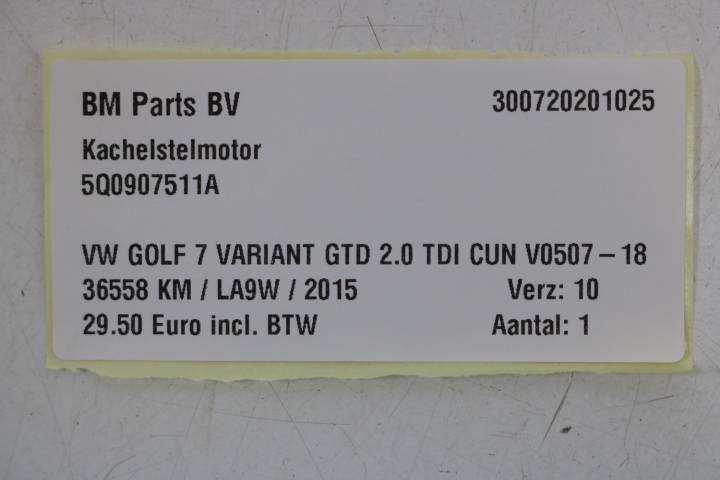 BM Parts BV 300720201025
Kachelstelmotor
5Q0907511A
VW GOLF 7 VARIANT GTD 2.0 TDI CUN V0507 – 18
36558 KM / LA9W / 2015 Verz: 10
29.50 Euro incl. BTW Aantal: 1